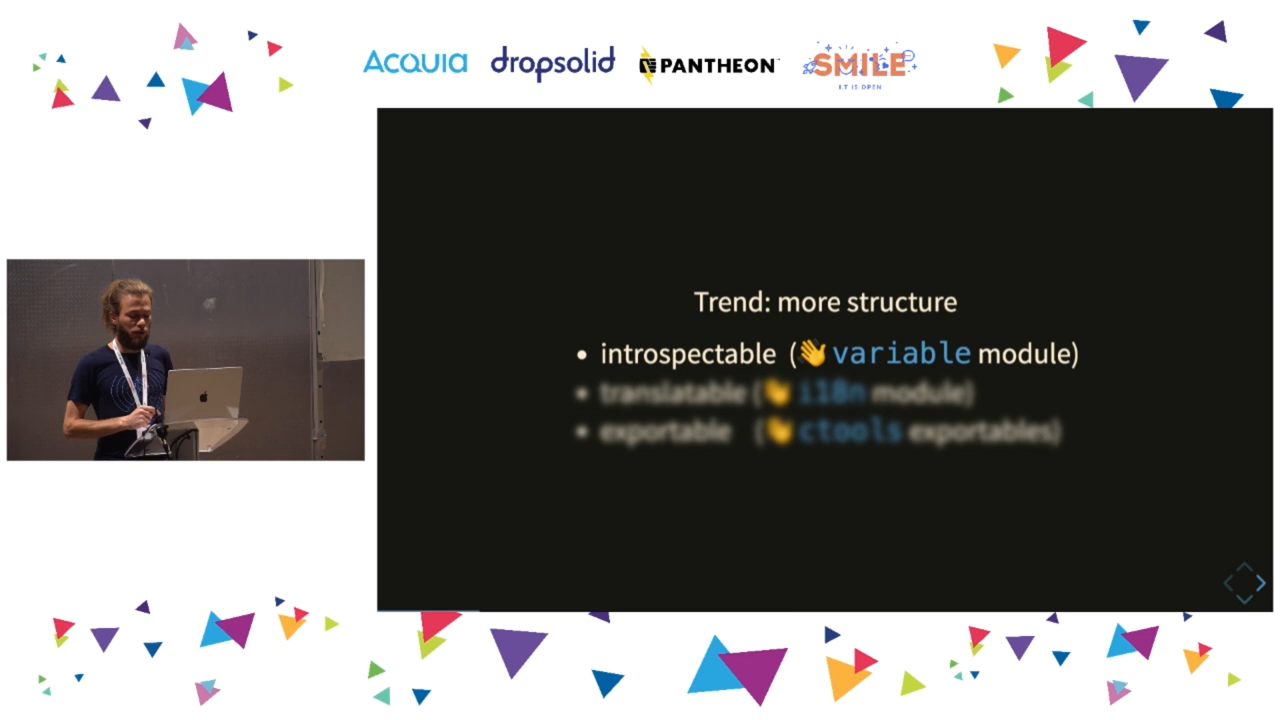 ACQUIA dropsolid PANTHEON SMILE
I.T IS OPEN
Trend: more structure
introspectable (👋 variable module)
translatable (👋 i18n module)
exportable (👋 ctools exportables)